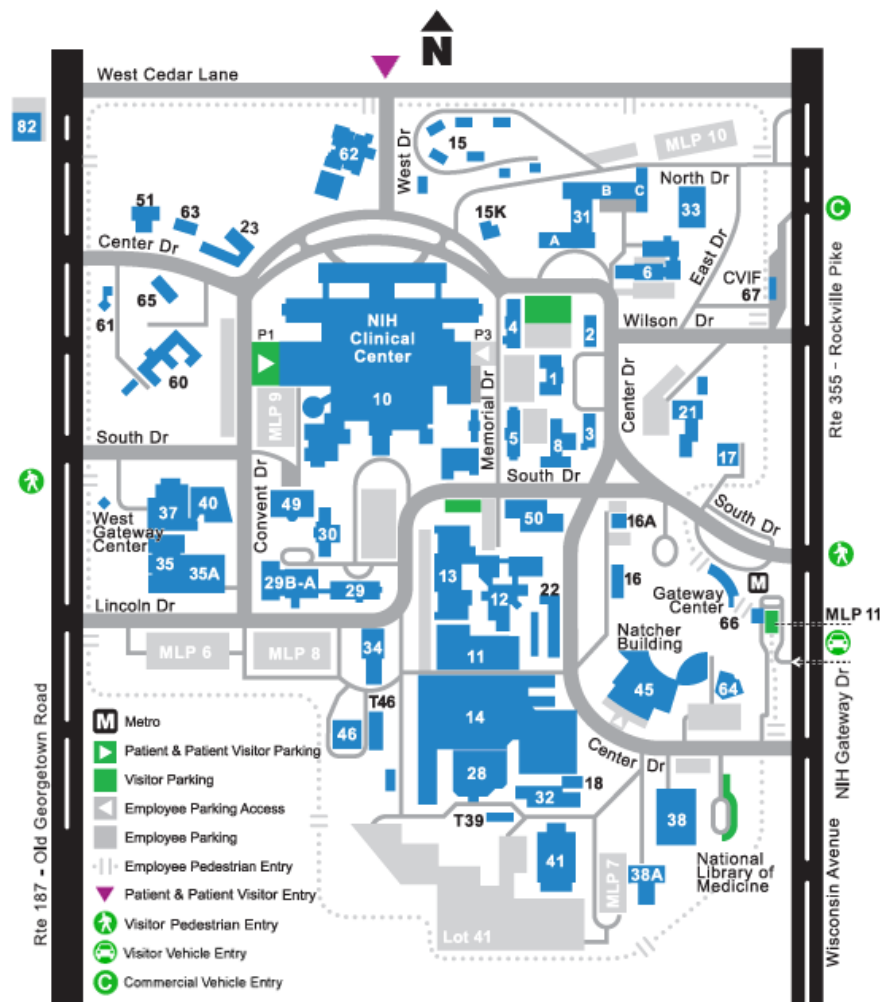 N
West Cedar Lane
82
62
West Dr
15
MLP 10
North Dr
B
C
31
33
A
51
63
23
15K
Center Dr
6
East Dr
CVIF
67
C
Rte 355 - Rockville Pike
65
61
60
NIH
Clinical
Center
10
P1
P3
4
2
Wilson Dr
1
Memorial Dr
Center Dr
MLP 9
5
8
3
21
17
South Dr
South Dr
South Dr
West
Gateway
Center
37
40
Convent Dr
49
30
50
16A
35
35A
29B-A
29
13
12
22
16
Gateway
Center
M
66
MLP 11
Lincoln Dr
Natcher
Building
MLP 6
MLP 8
34
11
45
64
NIH Gateway Dr
T46
46
14
Center Dr
28
18
32
38
T39
41
MLP 7
38A
National
Library of
Medicine
Lot 41
Rte 187 - Old Georgetown Road
Wisconsin Avenue
M Metro
Patient & Patient Visitor Parking
Visitor Parking
Employee Parking Access
Employee Parking
Employee Pedestrian Entry
Patient & Patient Visitor Entry
Visitor Pedestrian Entry
Visitor Vehicle Entry
C Commercial Vehicle Entry